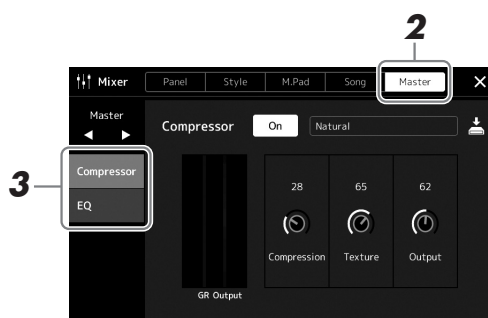 2
Mixer Panel Style M.Pad Song Master
Master
Compressor On Natural
3
Compressor
EQ
28 65 62
Compression Texture Output
GR Output